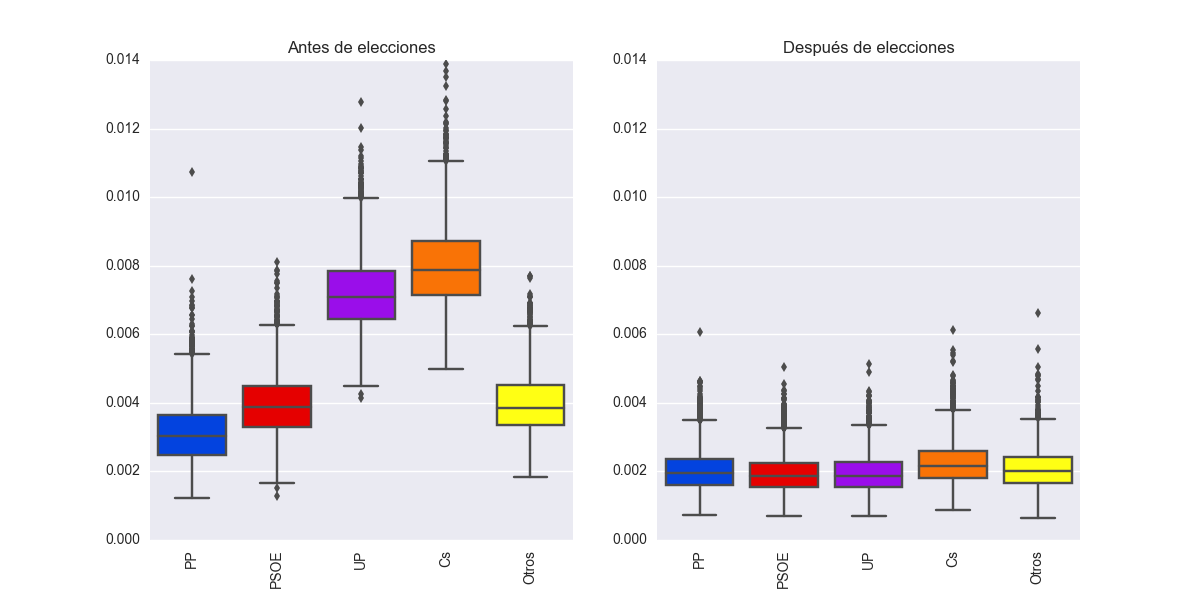 Antes de elecciones
0.014
0.012
0.010
0.008
0.006
0.004
0.002
0.000
PP
PSOE
UP
Cs
Otros
Después de elecciones
0.014
0.012
0.010
0.008
0.006
0.004
0.002
0.000
PP
PSOE
UP
Cs
Otros